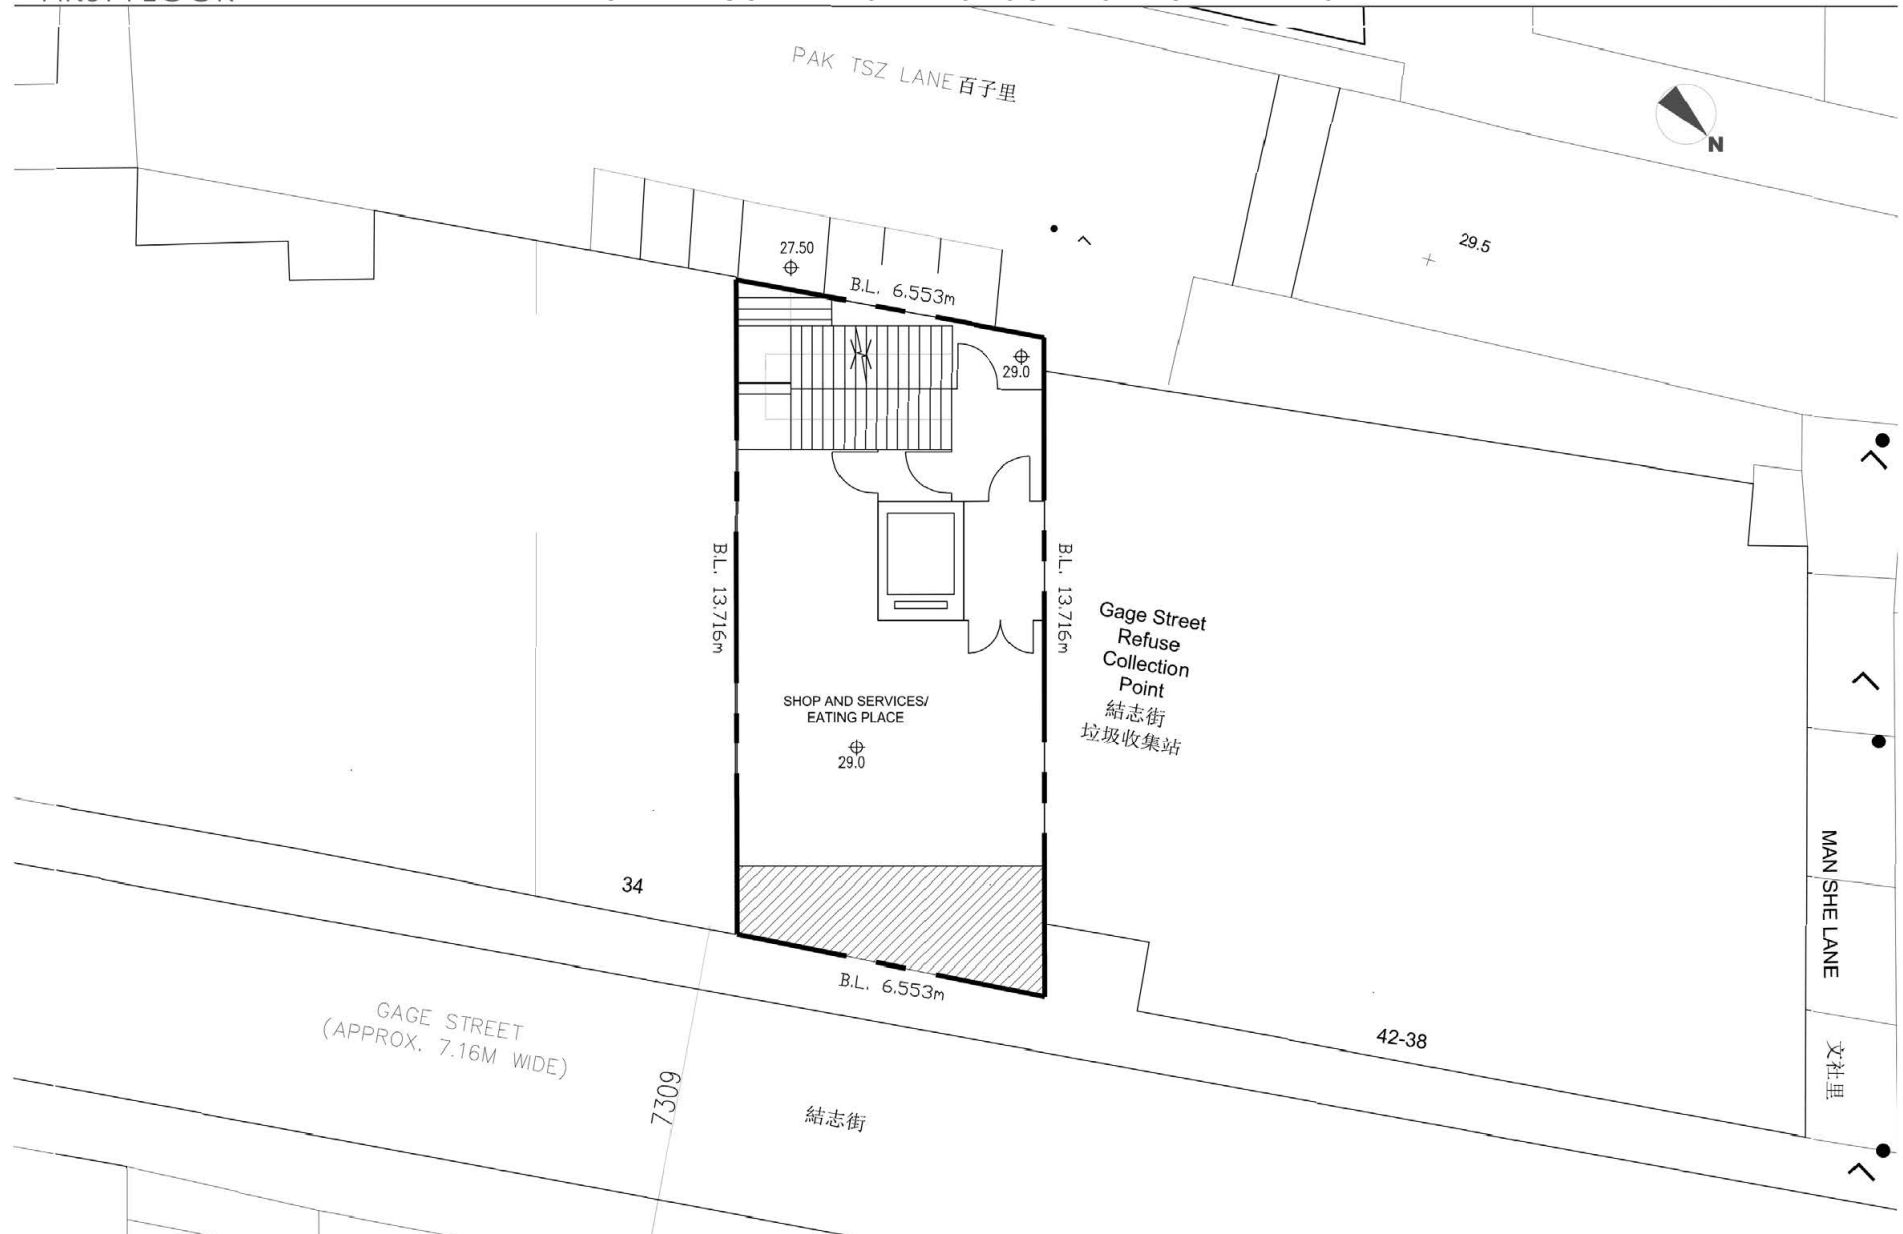 PAK TSZ LANE 百子里
N
29.5
27.50
B.L. 6.553m
29.0
B.L. 13.716m
B.L. 13.716m
Gage Street
Refuse
Collection
Point
結志街
垃圾收集站
SHOP AND SERVICES/
EATING PLACE
29.0
34
B.L. 6.553m
GAGE STREET
(APPROX. 7.16M WIDE)
7309
結志街
42-38
MAN SHE LANE
文社里